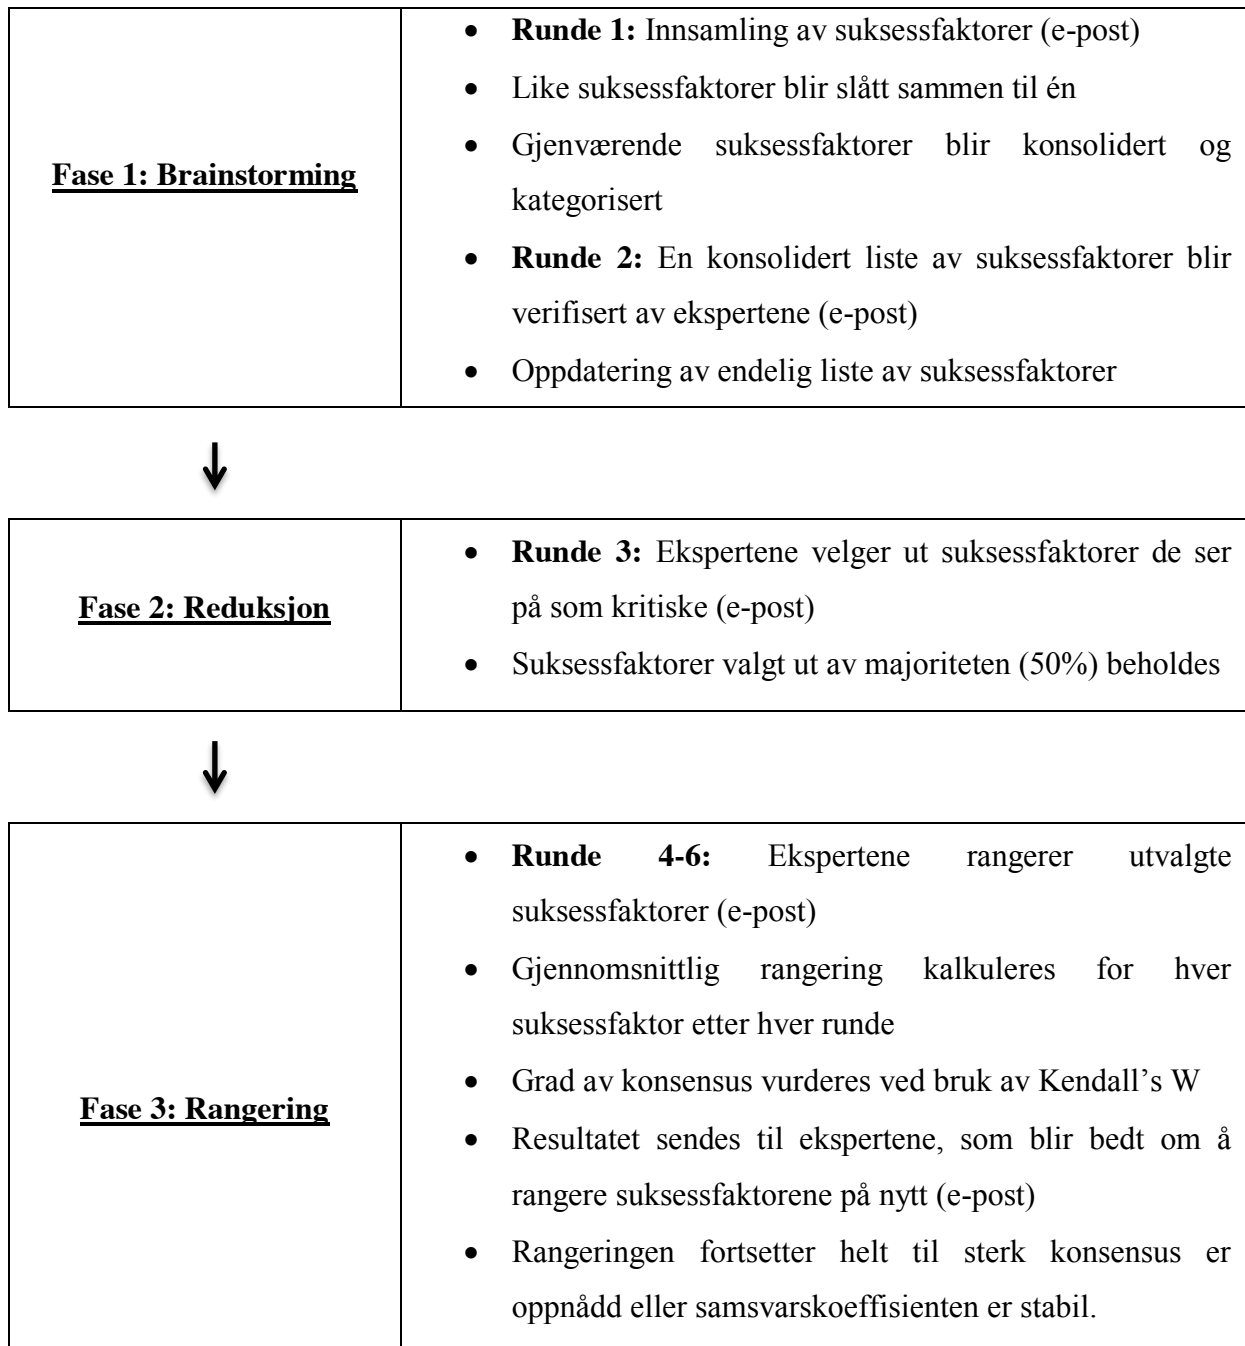 Fase 1: Brainstorming
• Runde 1: Innsamling av suksessfaktorer (e-post)
• Like suksessfaktorer blir slått sammen til én
• Gjenværende suksessfaktorer blir konsolidert og
kategorisert
• Runde 2: En konsolidert liste av suksessfaktorer blir
verifisert av ekspertene (e-post)
• Oppdatering av endelig liste av suksessfaktorer
Fase 2: Reduksjon
• Runde 3: Ekspertene velger ut suksessfaktorer de ser
på som kritiske (e-post)
• Suksessfaktorer valgt ut av majoriteten (50%) beholdes
Fase 3: Rangering
• Runde 4-6: Ekspertene rangerer utvalgte
suksessfaktorer (e-post)
• Gjennomsnittlig rangering kalkuleres for hver
suksessfaktor etter hver runde
• Grad av konsensus vurderes ved bruk av Kendall’s W
• Resultatet sendes til ekspertene, som blir bedt om å
rangere suksessfaktorene på nytt (e-post)
• Rangeringen fortsetter helt til sterk konsensus er
oppnådd eller samsvarskoeffisienten er stabil.